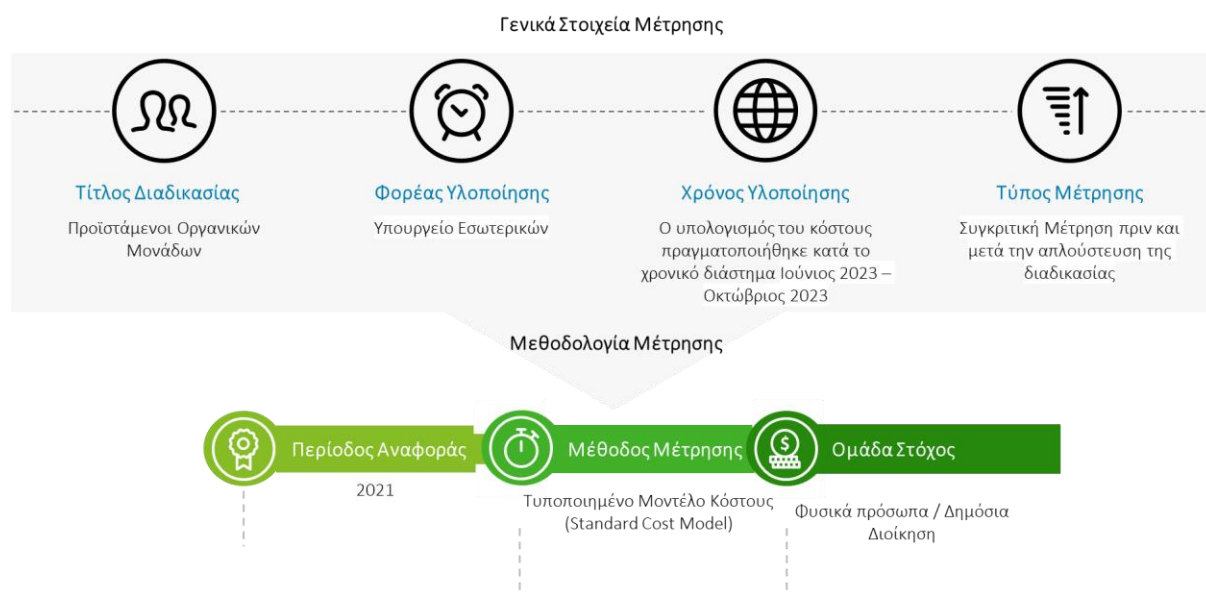 Γενικά Στοιχεία Μέτρησης
Τίτλος Διαδικασίας
Προϊστάμενοι Οργανικών
Μονάδων
Φορέας Υλοποίησης
Υπουργείο Εσωτερικών
Χρόνος Υλοποίησης
Ο υπολογισμός του κόστους
πραγματοποιήθηκε κατά το
χρονικό διάστημα Ιούνιος 2023 –
Οκτώβριος 2023
Τύπος Μέτρησης
Συγκριτική Μέτρηση πριν και
μετά την απλούστευση της
διαδικασίας
Μεθοδολογία Μέτρησης
Περίοδος Αναφοράς
2021
Μέθοδος Μέτρησης
Τυποποιημένο Μοντέλο Κόστους
(Standard Cost Model)
$
Ομάδα Στόχος
Φυσικά πρόσωπα / Δημόσια
Διοίκηση